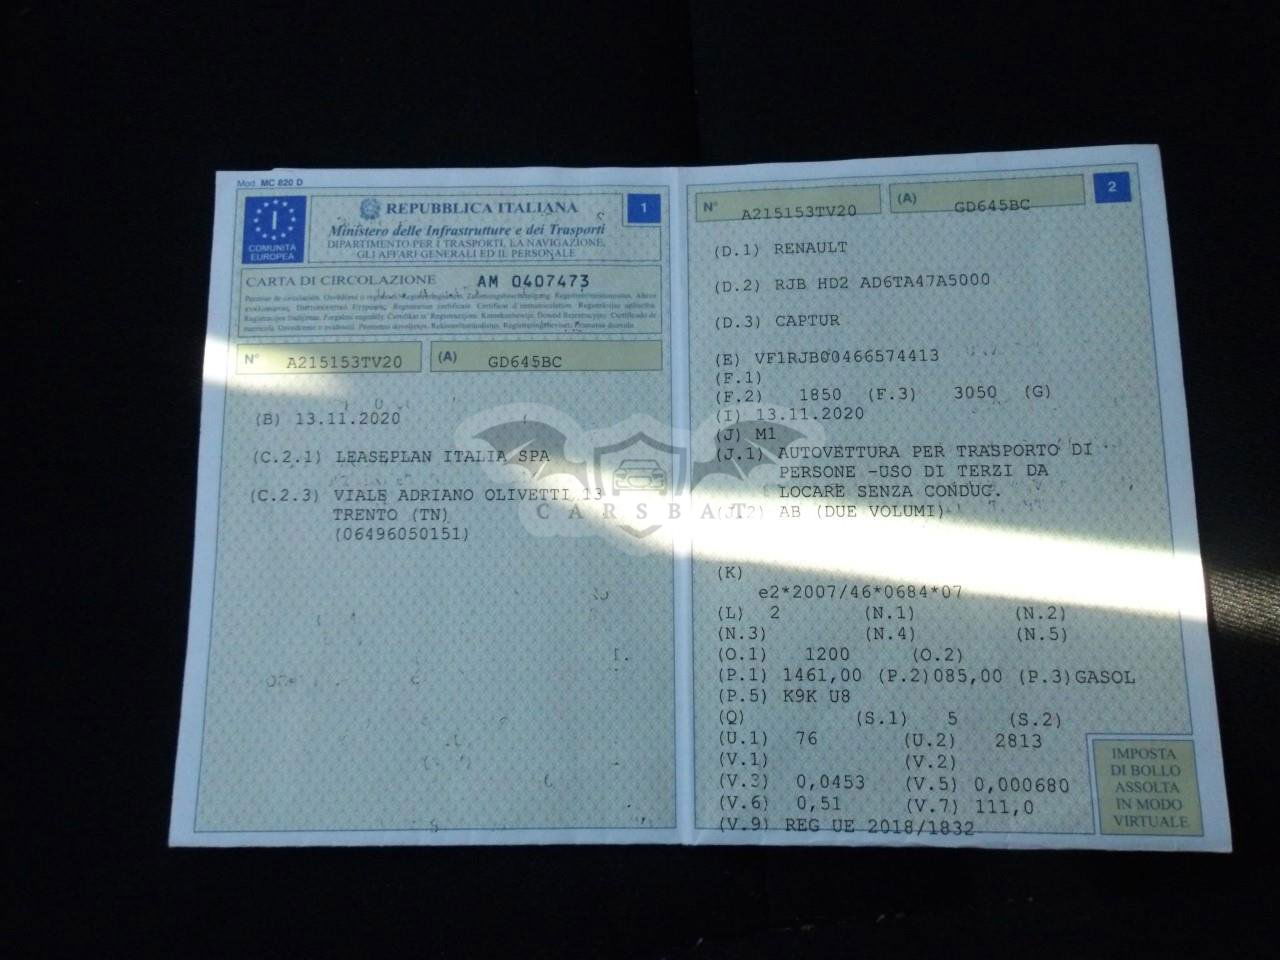 Mod. MC 820 D
I
COMUNITÀ
EUROPEA
REPUBBLICA ITALIANA
Ministero delle Infrastrutture e dei Trasporti
DIPARTIMENTO PER I TRASPORTI, LA NAVIGAZIONE,
GLI AFFARI GENERALI ED IL PERSONALE
1
CARTA DI CIRCOLAZIONE AM 0407473
N° A215153TV20 (A) GD645BC
(B) 13.11.2020
(C.2.1) LEASEPLAN ITALIA SPA
(C.2.3) VIALE ADRIANO OLIVETTI 13
TRENTO (TN)
(06496050151)
N° A215153TV20 (A) GD645BC
2
(D.1) RENAULT
(D.2) RJB HD2 AD6TA47A5000
(D.3) CAPTUR
(E) VF1RJB00466574413
(F.1)
(F.2) 1850 (F.3) 3050 (G)
(I) 13.11.2020
(J) M1
(J.1) AUTOVETTURA PER TRASPORTO DI
PERSONE -USO DI TERZI DA
LOCARE SENZA CONDUC.
(J.2) AB (DUE VOLUMI)
(K)
e2*2007/46*0684*07
(L) 2 (N.1) (N.2)
(N.3) (N.4) (N.5)
(O.1) 1200 (O.2)
(P.1) 1461,00 (P.2)085,00 (P.3)GASOL
(P.5) K9K U8
(Q) (S.1) 5 (S.2)
(U.1) 76 (U.2) 2813
(V.1) (V.2)
(V.3) 0,0453 (V.5) 0,000680
(V.6) 0,51 (V.7) 111,0
(V.9) REG UE 2018/1832
IMPOSTA
DI BOLLO
ASSOLTA
IN MODO
VIRTUALE
CARSBAT